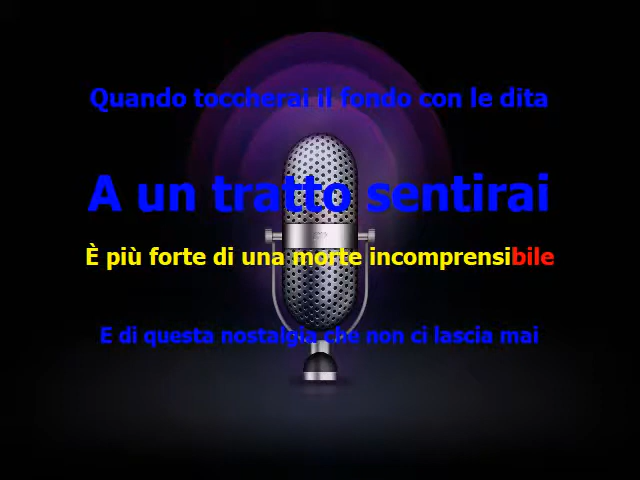 Quando toccherai il fondo con le dita
A un tratto sentirai
È più forte di una morte incomprensibile
E di questa nostalgia che non ci lascia mai